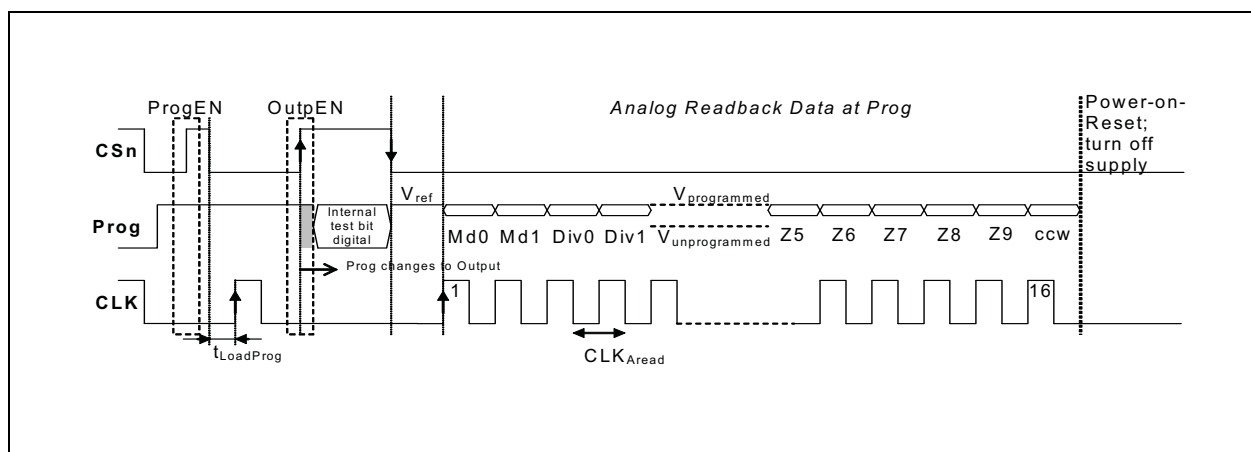 ProgEN
OutpEN
Analog Readback Data at Prog
Power-on-
Reset;
turn off
supply
CSn
Vref
Vprogrammed
Prog
Internal
test bit
digital
Md0 Md1 Div0 Div1
Vunprogrammed
Z5 Z6 Z7 Z8 Z9 ccw
Prog changes to Output
CLK
1
16
tLoadProg
CLKAread